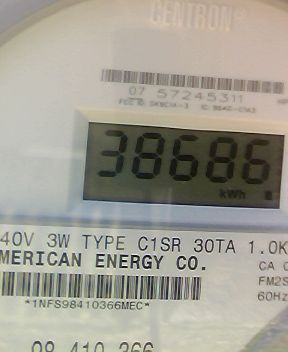 CENTRON®
07 57245311
38686
kWh
40V 3W TYPE C1SR 30TA 1.0K
MERICAN ENERGY CO.
CA 0
FM2S
60Hz
*1NFS98410366MEC*
98 410 366